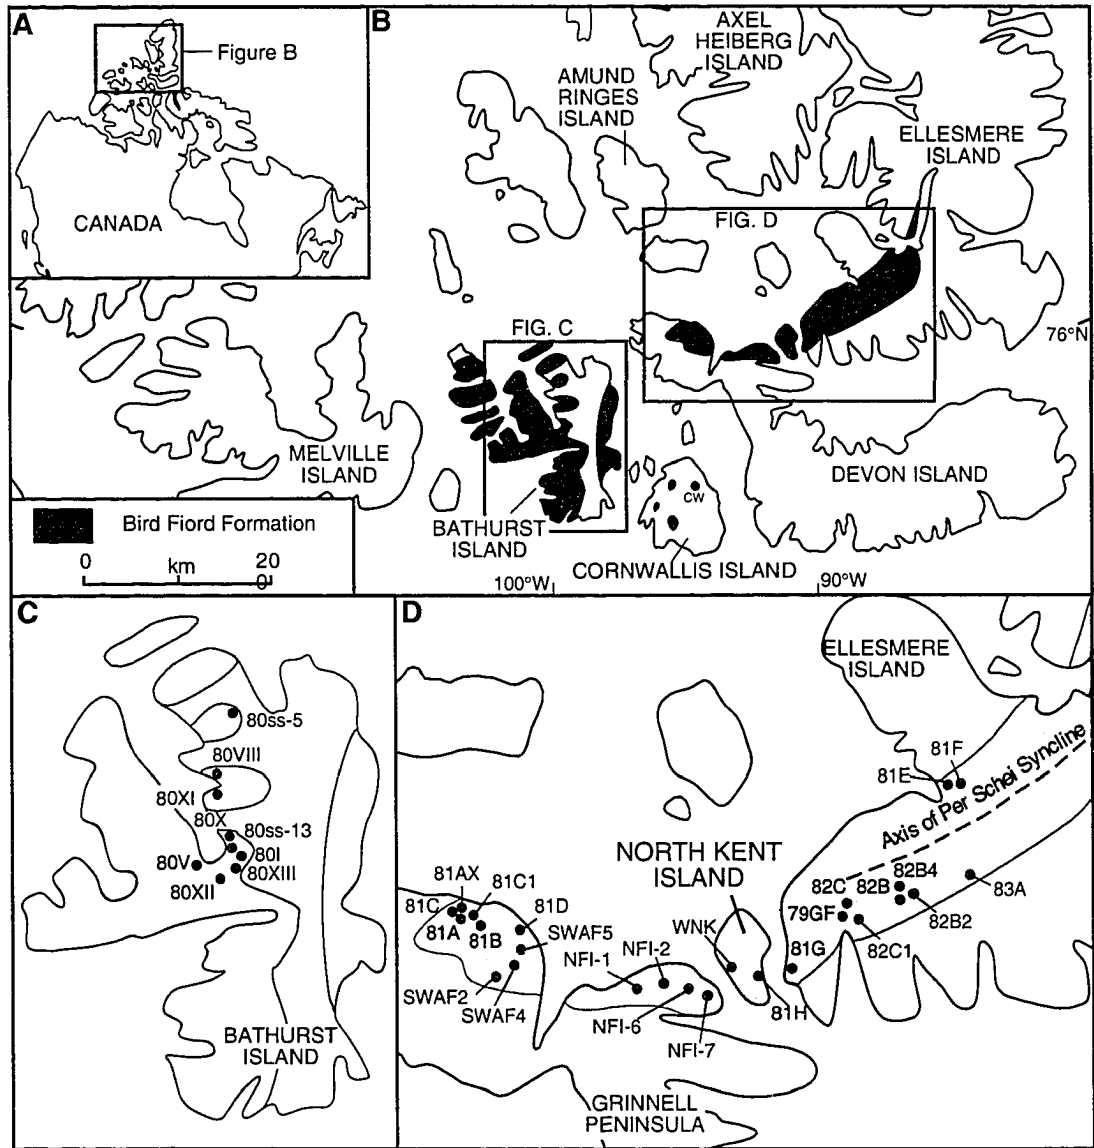 A
Figure B
CANADA
B
AXEL
HEIBERG
ISLAND
AMUND
RINGES
ISLAND
ELLESMERE
ISLAND
FIG. D
76°N
FIG. C
MELVILLE
ISLAND
DEVON ISLAND
CW
BATHURST
ISLAND
CORNWALLIS ISLAND
100°W
90°W
Bird Fiord Formation
0 km 20
C
80ss-5
80VIII
80XI
80X
80ss-13
80V
80I
80XIII
80XII
BATHURST
ISLAND
D
ELLESMERE
ISLAND
81F
81E
Axis of Per Schei Syncline
NORTH KENT
ISLAND
81AX
81C1
81C
81D
81A
81B
SWAF5
SWAF2
SWAF4
NFI-1
NFI-2
NFI-6
NFI-7
WNK
81H
81G
82B4
82C
82B
83A
79GF
82B2
82C1
GRINNELL
PENINSULA